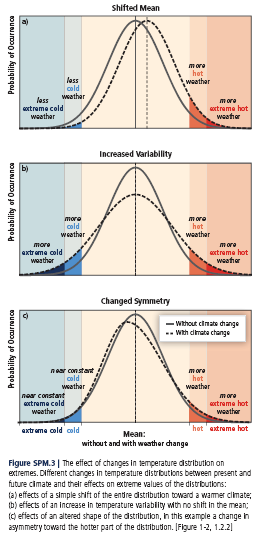 Shifted Mean
Probability of Occurrence
a)
less
extreme cold
weather
less
cold
weather
more
hot
weather
more
extreme hot
weather
Increased Variability
Probability of Occurrence
b)
more
extreme cold
weather
more
cold
weather
more
hot
weather
more
extreme hot
weather
Changed Symmetry
Probability of Occurrence
c)
Without climate change
With climate change
near constant
extreme cold
weather
near constant
cold
weather
more
hot
weather
more
extreme hot
weather
extreme cold
cold
Mean:
without and with weather change
hot
extreme hot
Figure SPM.3 | The effect of changes in temperature distribution on
extremes. Different changes in temperature distributions between present and
future climate and their effects on extreme values of the distributions:
(a) effects of a simple shift of the entire distribution toward a warmer climate;
(b) effects of an increase in temperature variability with no shift in the mean;
(c) effects of an altered shape of the distribution, in this example a change in
asymmetry toward the hotter part of the distribution. [Figure 1-2, 1.2.2]